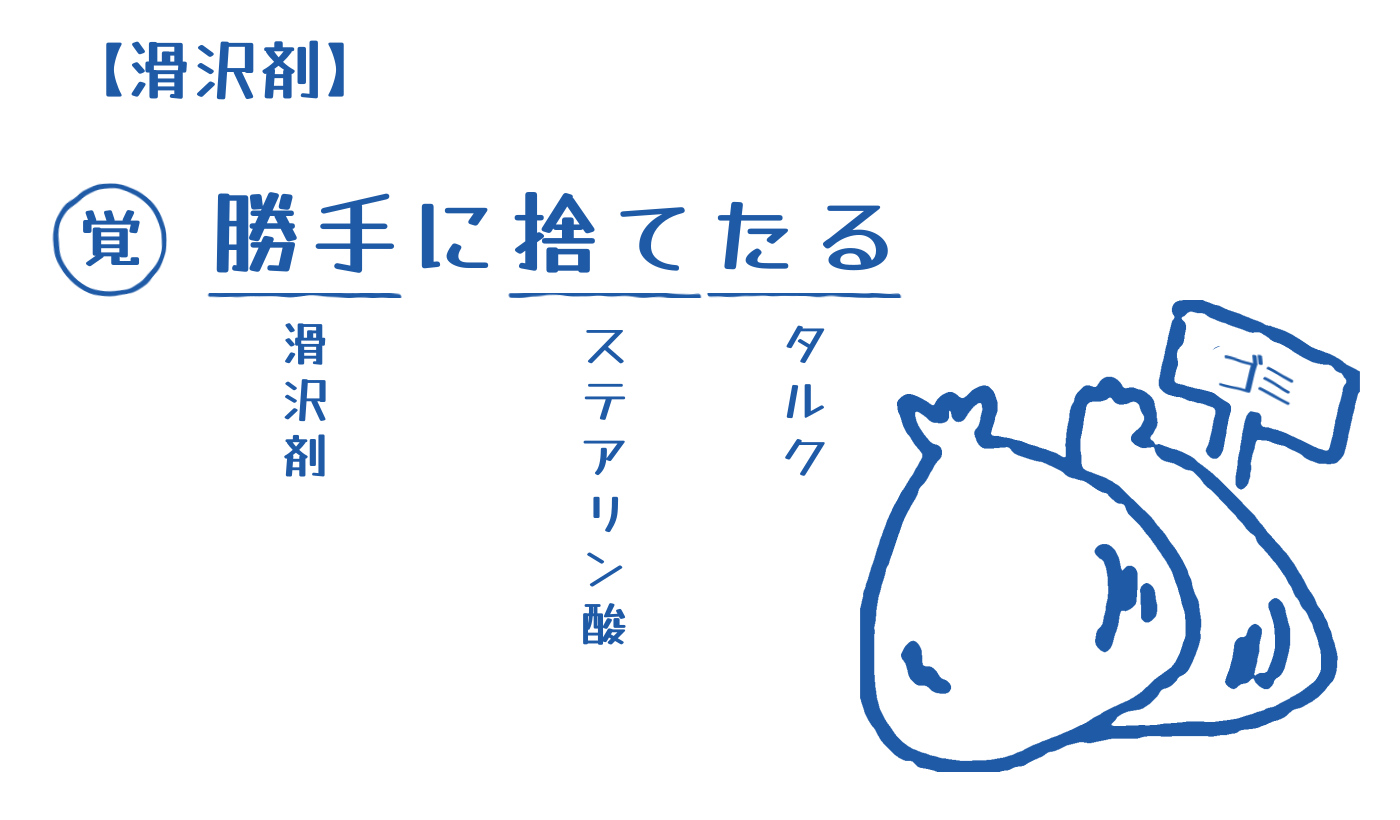 【滑沢剤】
覚 勝手に捨てたる
滑沢剤
ステアリン酸
タルク
ゴミ